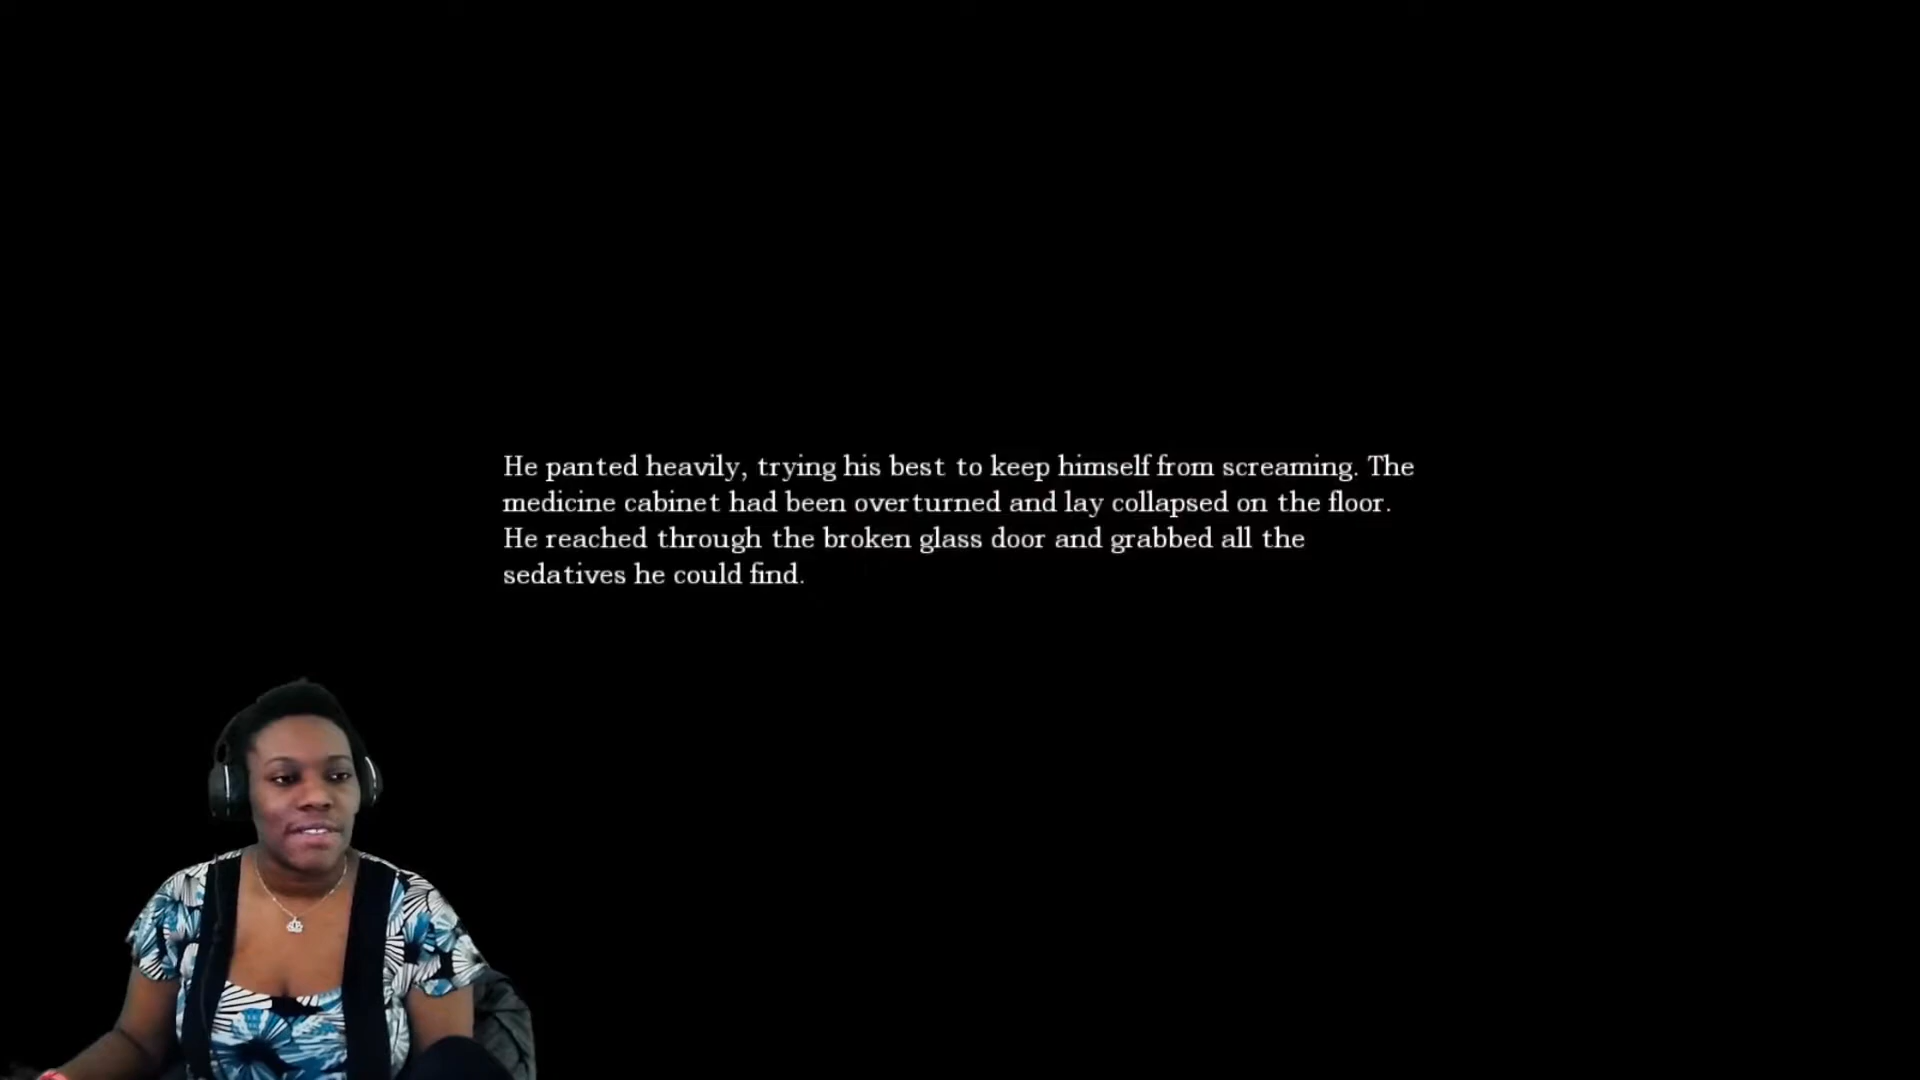 He panted heavily, trying his best to keep himself from screaming. The
medicine cabinet had been overturned and lay collapsed on the floor.
He reached through the broken glass door and grabbed all the
sedatives he could find.